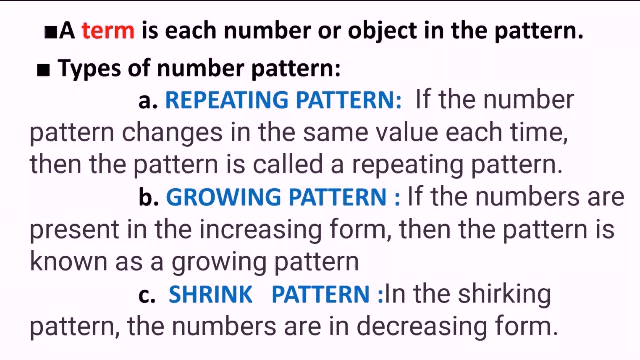 ▪A term is each number or object in the pattern.
▪ Types of number pattern:
a. REPEATING PATTERN: If the number
pattern changes in the same value each time,
then the pattern is called a repeating pattern.
b. GROWING PATTERN : If the numbers are
present in the increasing form, then the pattern is
known as a growing pattern
c. SHRINK PATTERN :In the shirking
pattern, the numbers are in decreasing form.